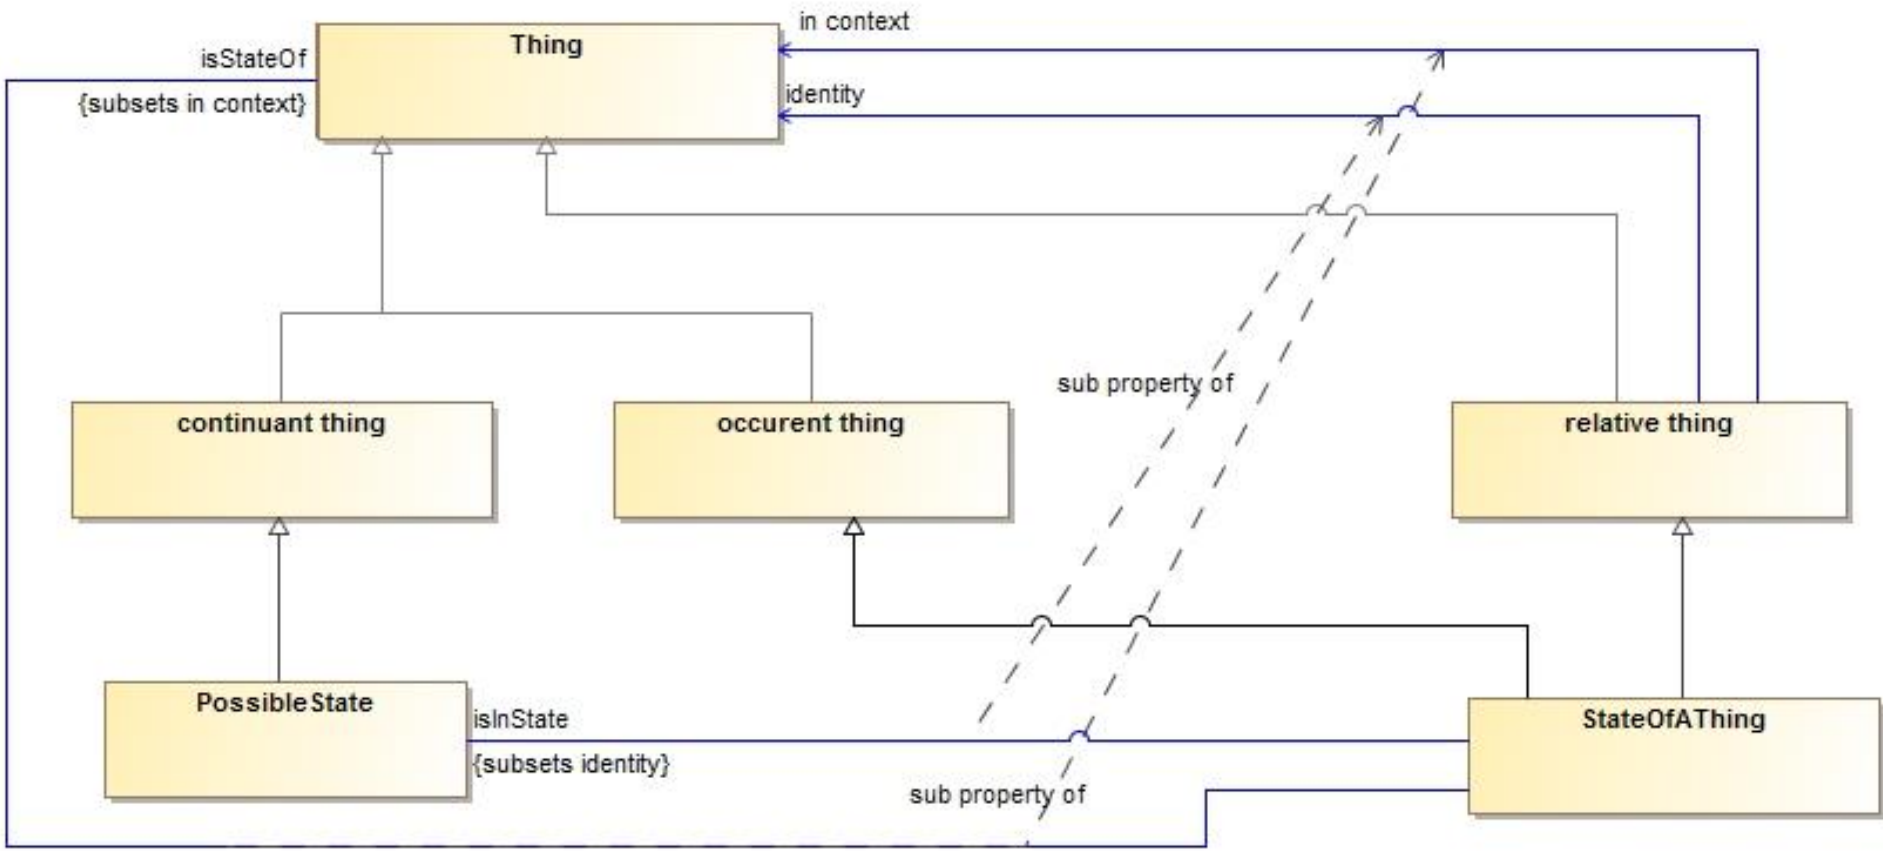 in context
Thing
isStateOf
identity
{subsets in context}
sub property of
continuant thing
occurent thing
relative thing
PossibleState
isInState
StateOfAThing
{subsets identity}
sub property of